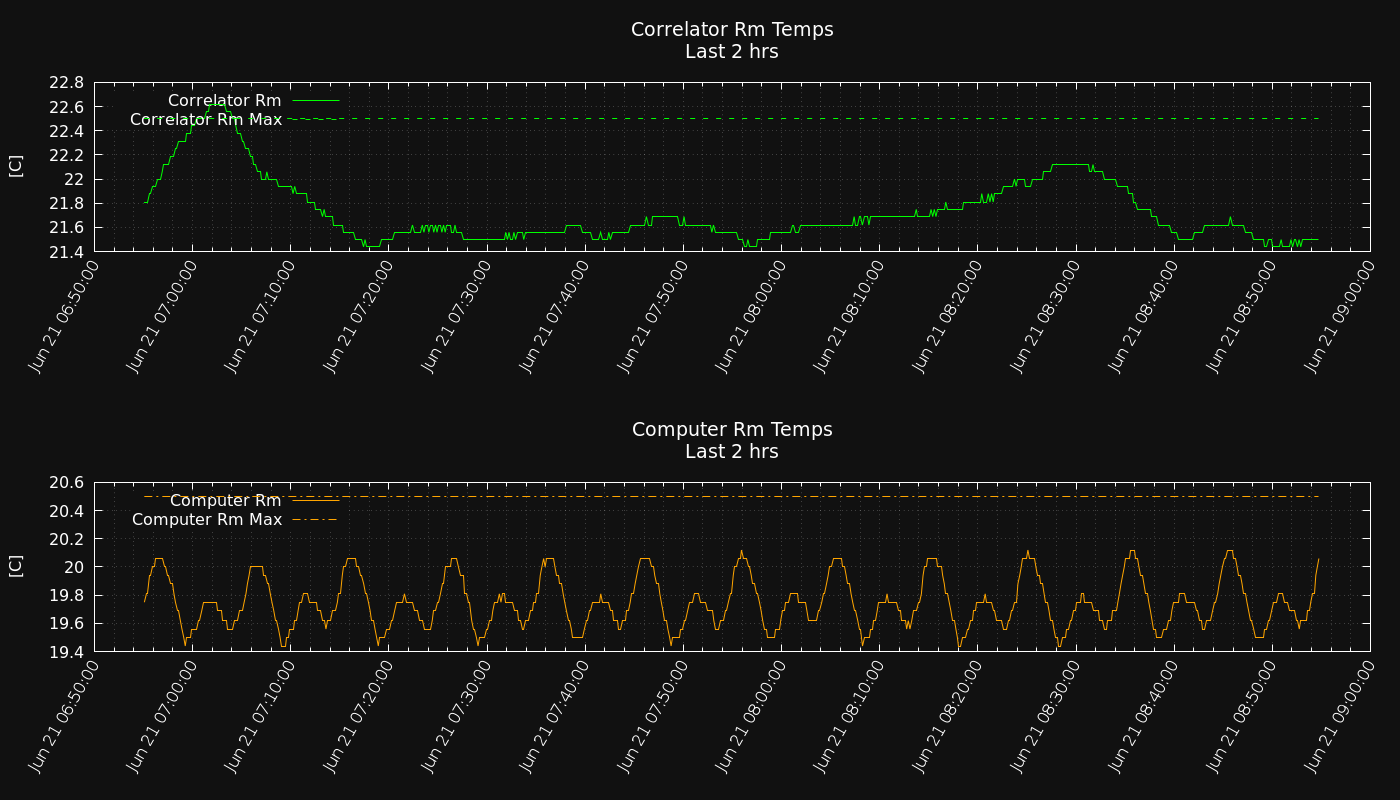 Correlator Rm Temps
Last 2 hrs
[C]
22.8
22.6
22.4
22.2
22
21.8
21.6
21.4
Correlator Rm
Correlator Rm Max
Jun 21 06:50:00
Jun 21 07:00:00
Jun 21 07:10:00
Jun 21 07:20:00
Jun 21 07:30:00
Jun 21 07:40:00
Jun 21 07:50:00
Jun 21 08:00:00
Jun 21 08:10:00
Jun 21 08:20:00
Jun 21 08:30:00
Jun 21 08:40:00
Jun 21 08:50:00
Jun 21 09:00:00
Computer Rm Temps
Last 2 hrs
[C]
20.6
20.4
20.2
20
19.8
19.6
19.4
Computer Rm
Computer Rm Max
Jun 21 06:50:00
Jun 21 07:00:00
Jun 21 07:10:00
Jun 21 07:20:00
Jun 21 07:30:00
Jun 21 07:40:00
Jun 21 07:50:00
Jun 21 08:00:00
Jun 21 08:10:00
Jun 21 08:20:00
Jun 21 08:30:00
Jun 21 08:40:00
Jun 21 08:50:00
Jun 21 09:00:00